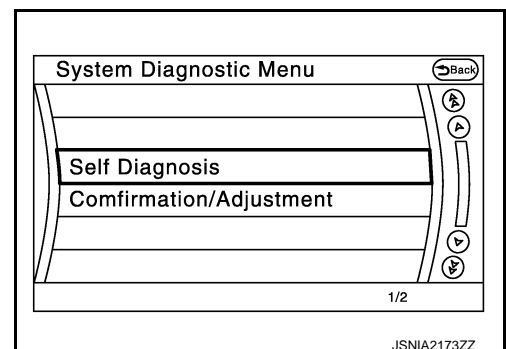 System Diagnostic Menu
Back
Self Diagnosis
Comfirmation/Adjustment
1/2
JSNIA2173ZZ